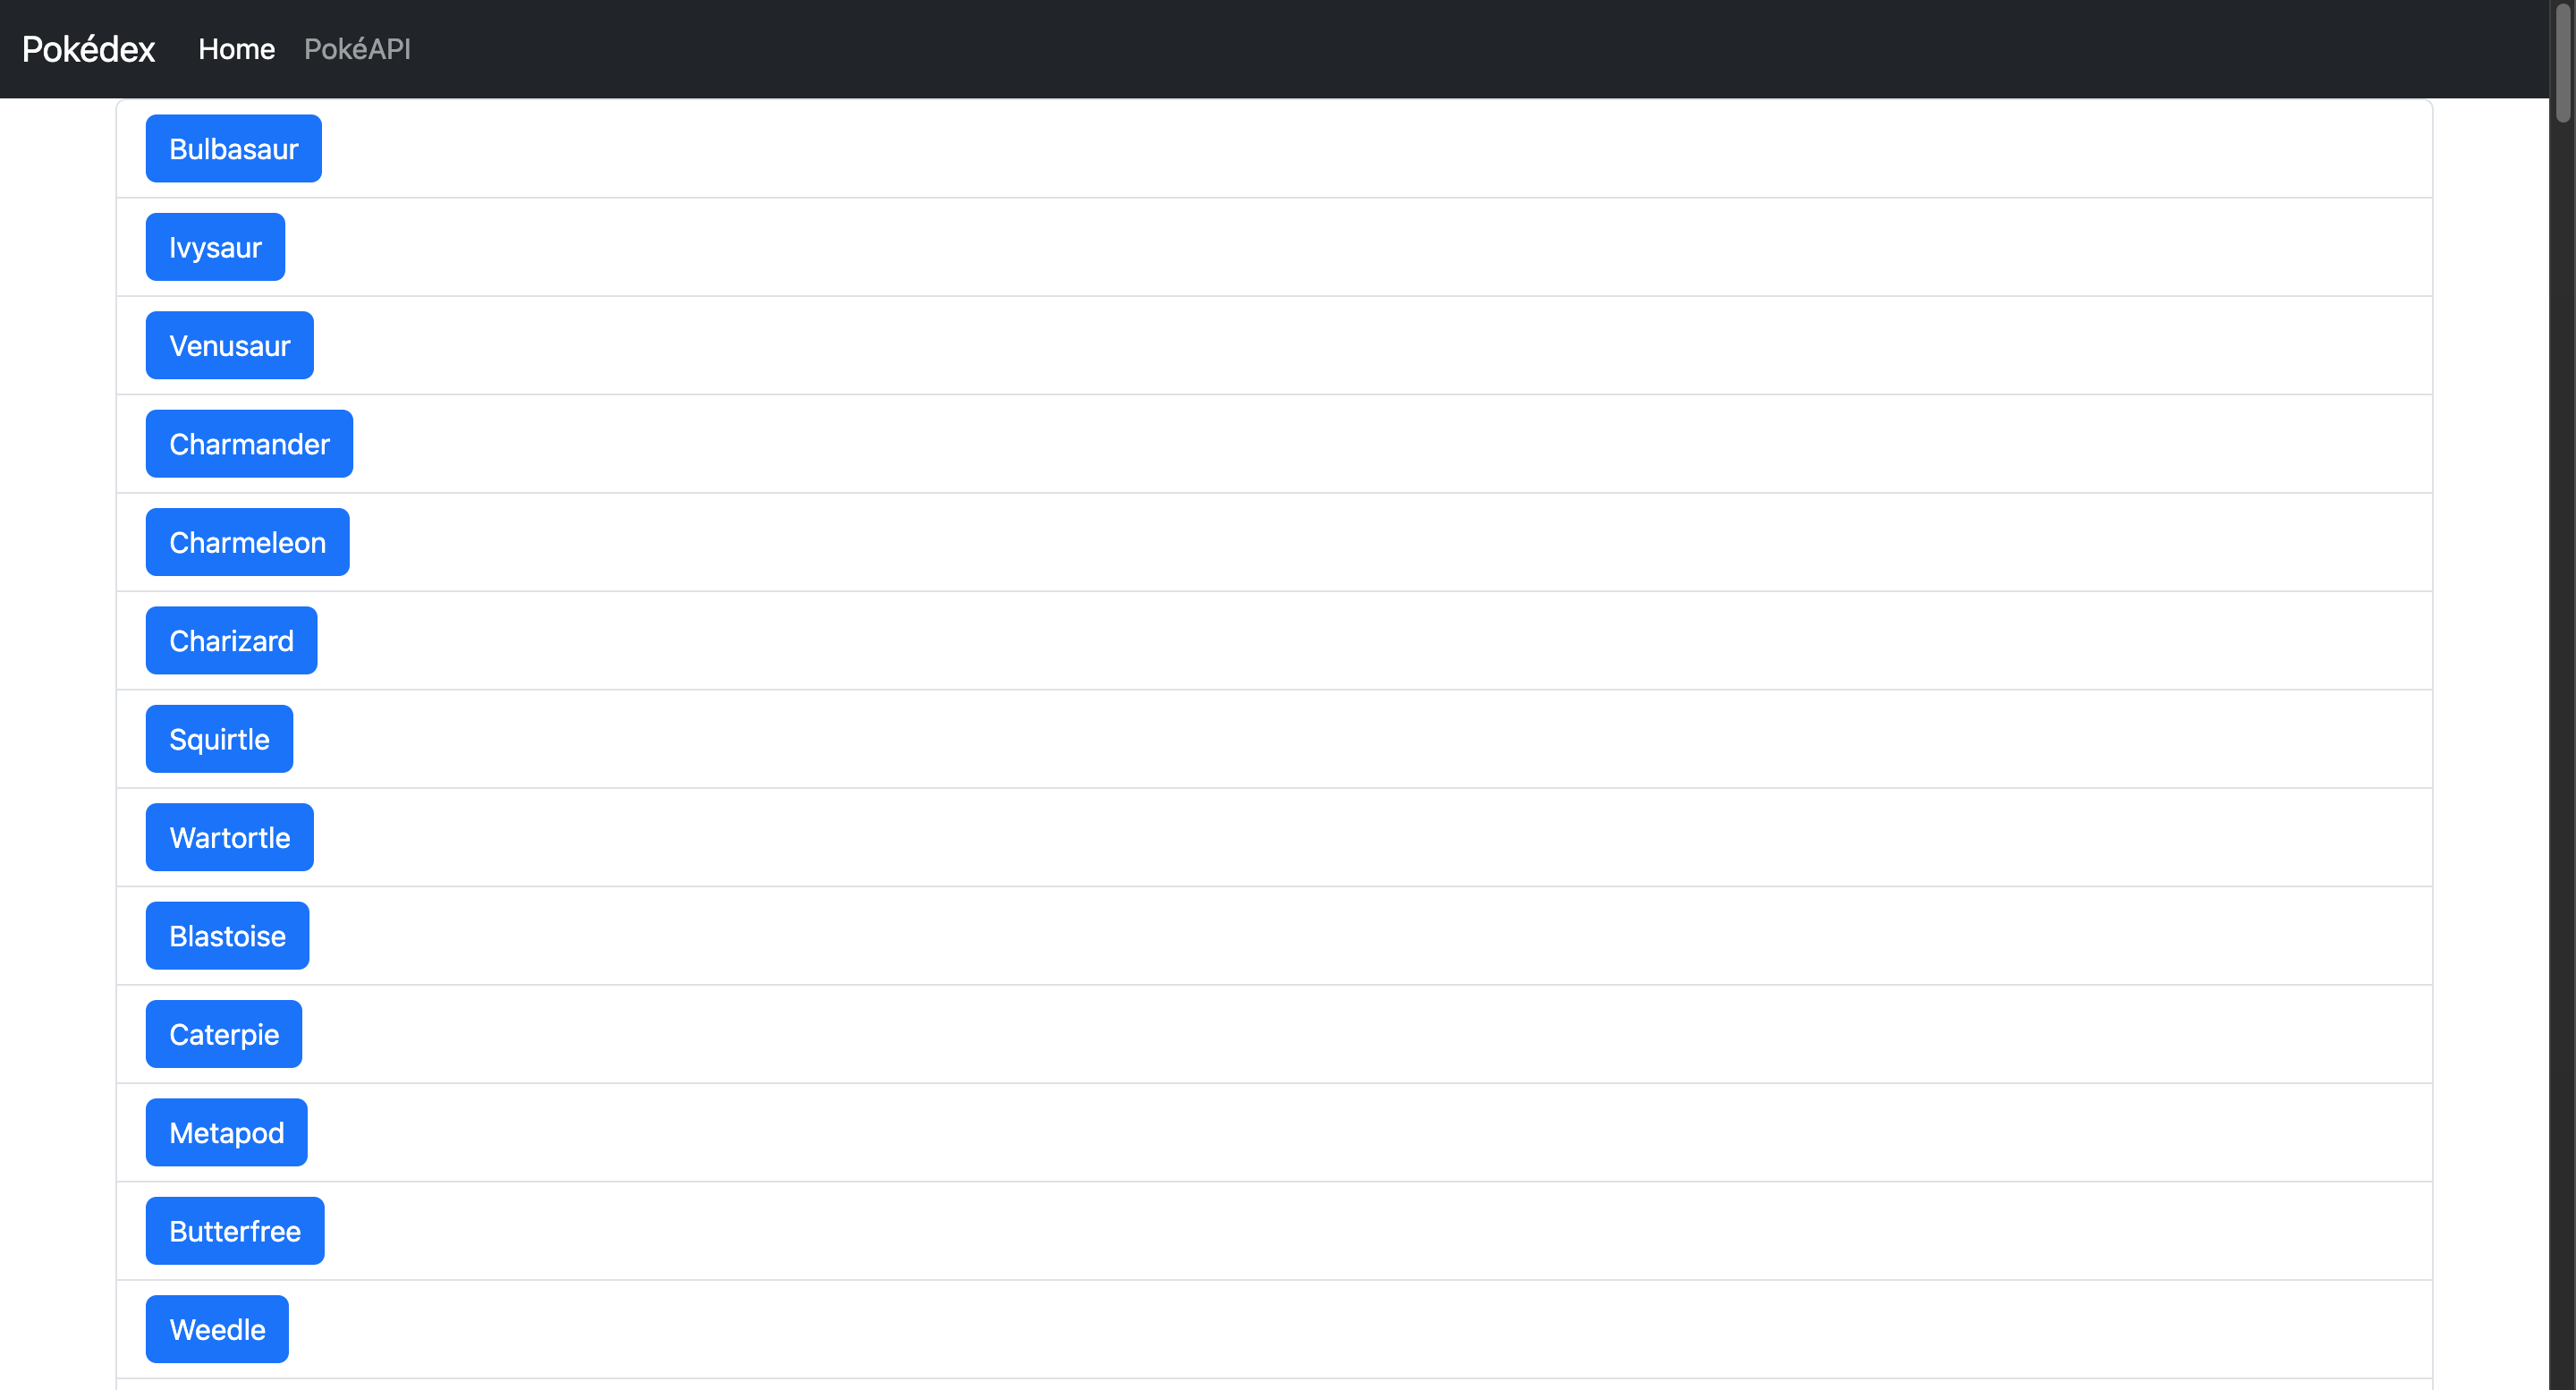 Pokédex Home PokéAPI
Bulbasaur
Ivysaur
Venusaur
Charmander
Charmeleon
Charizard
Squirtle
Wartortle
Blastoise
Caterpie
Metapod
Butterfree
Weedle